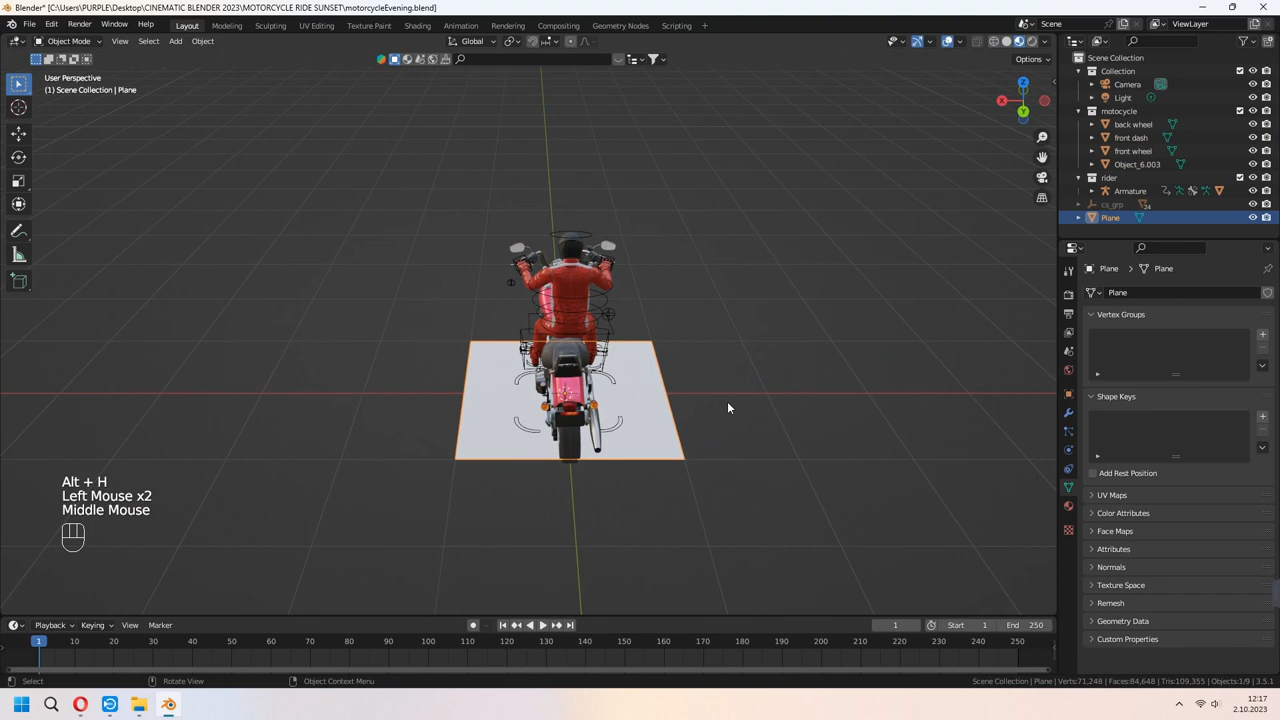 Blender* [C:\Users\PURPLE\Desktop\CINEMATIC BLENDER 2023\MOTORCYCLE RIDE SUNSET\motorcycleEvening.blend]
File Edit Render Window Help Layout Modeling Sculpting UV Editing Texture Paint Shading Animation Rendering Compositing Geometry Nodes Scripting + Scene ViewLayer
Object Mode View Select Add Object Global
Options
User Perspective
(1) Scene Collection | Plane
Z
X
Y
Scene Collection
Collection
Camera
Light
motocycle
back wheel
front dash
front wheel
Object_6.003
rider
Armature
cs_grp 24
Plane
Plane Plane
Plane
Vertex Groups
Shape Keys
Add Rest Position
UV Maps
Color Attributes
Face Maps
Attributes
Normals
Texture Space
Remesh
Geometry Data
Custom Properties
Alt + H
Left Mouse x2
Middle Mouse
Playback Keying View Marker 1 Start 1 End 250
1 10 20 30 40 50 60 70 80 90 100 110 120 130 140 150 160 170 180 190 200 210 220 230 240 250
Select Rotate View Object Context Menu Scene Collection | Plane | Verts:71,248 | Faces:84,648 | Tris:109,355 | Objects:1/9 | 3.5.1
12:17
2.10.2023